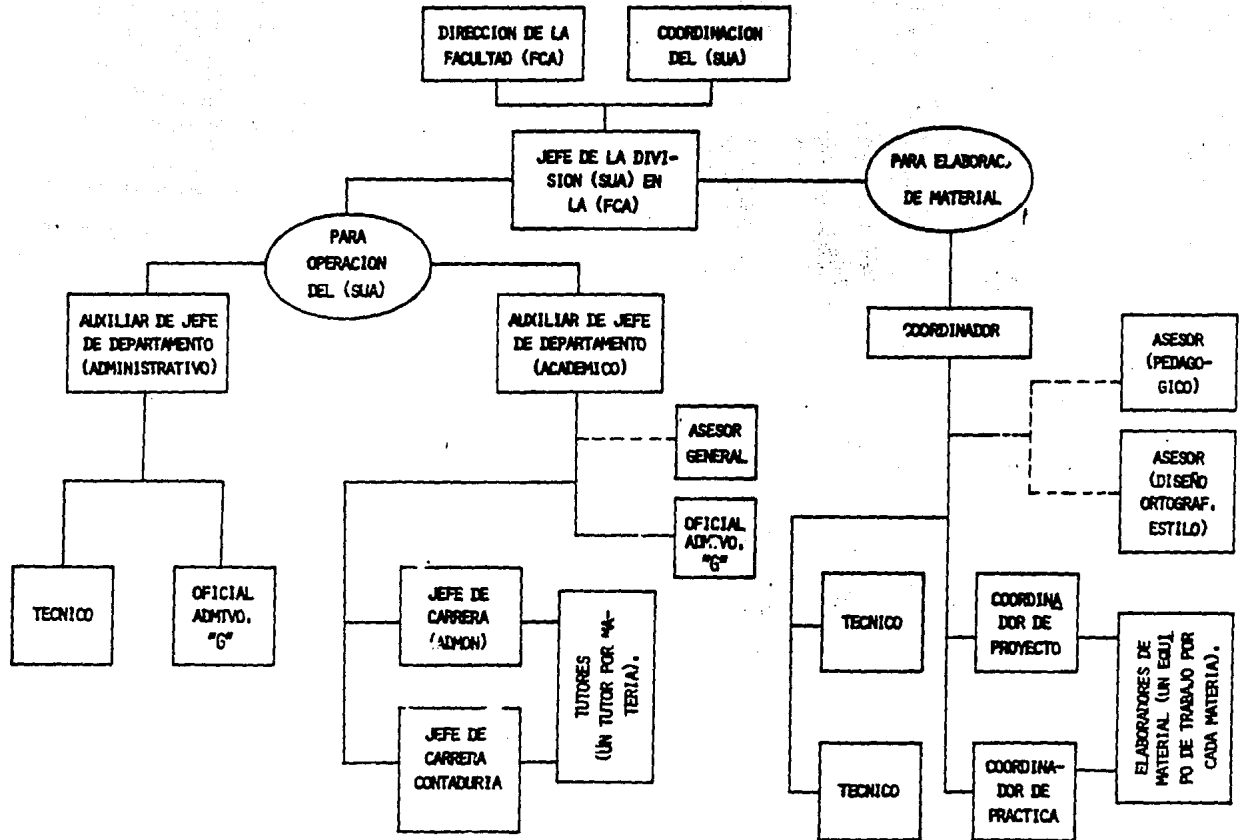 DIRECCION DE LA
FACULTAD (FCA)
COORDINACION
DEL (SUA)
JEFE DE LA DIVI-
SION (SUA) EN
LA (FCA)
PARA ELABORAC,
DE MATERIAL
PARA
OPERACION
DEL (SUA)
AUXILIAR DE JEFE
DE DEPARTAMENTO
(ADMINISTRATIVO)
AUXILIAR DE JEFE
DE DEPARTAMENTO
(ACADEMICO)
COORDINADOR
ASESOR
(PEDAGO-
GICO)
ASESOR
GENERAL
ASESOR
(DISEÑO
ORTOGRAF.
ESTILO)
OFICIAL
ADMTVO.
"G"
TECNICO
OFICIAL
ADMTVO.
"G"
JEFE DE
CARRERA
(ADMON)
TUTORES
(UN TUTOR POR MA-
TERIA).
JEFE DE
CARRERA
CONTADURIA
TECNICO
COORDINA
DOR DE
PROYECTO
ELABORADORES DE
MATERIAL (UN EQUI
PO DE TRABAJO POR
CADA MATERIA).
TECNICO
COORDINA-
DOR DE
PRACTICA